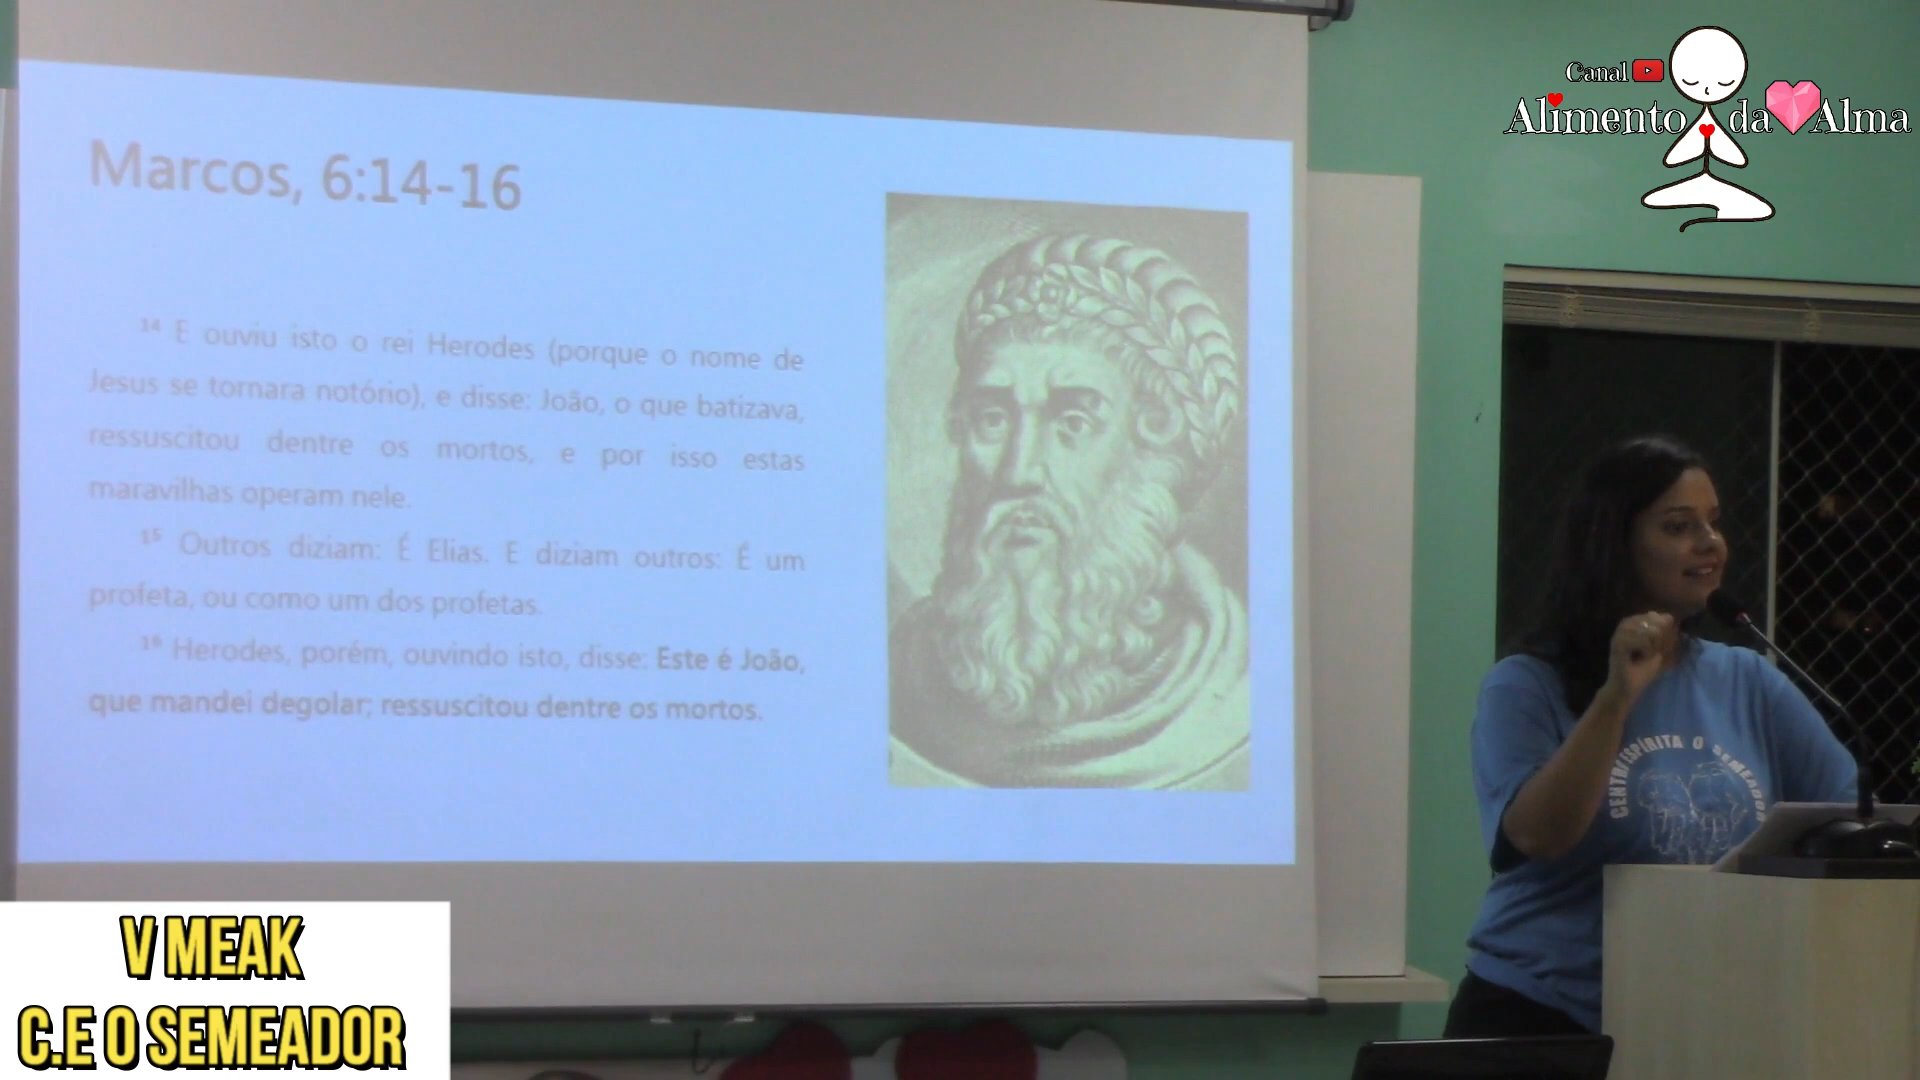 Marcos, 6:14-16
14 E ouviu isto o rei Herodes (porque o nome de
Jesus se tornara notório), e disse: João, o que batizava,
ressuscitou dentre os mortos, e por isso estas
maravilhas operam nele.
15 Outros diziam: É Elias. E diziam outros: É um
profeta, ou como um dos profetas.
16 Herodes, porém, ouvindo isto, disse: Este é João,
que mandei degolar; ressuscitou dentre os mortos.
Canal
Alimento da Alma
CENTRO ESPÍRITA O SEMEADOR
V MEAK
C.E O SEMEADOR